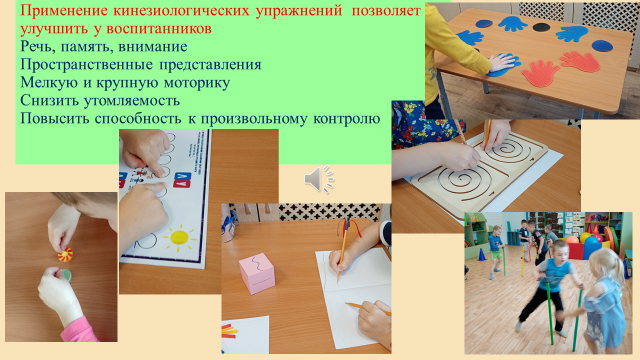 Применение кинезиологических упражнений позволяет
улучшить у воспитанников
Речь, память, внимание
Пространственные представления
Мелкую и крупную моторику
Снизить утомляемость
Повысить способность к произвольному контролю